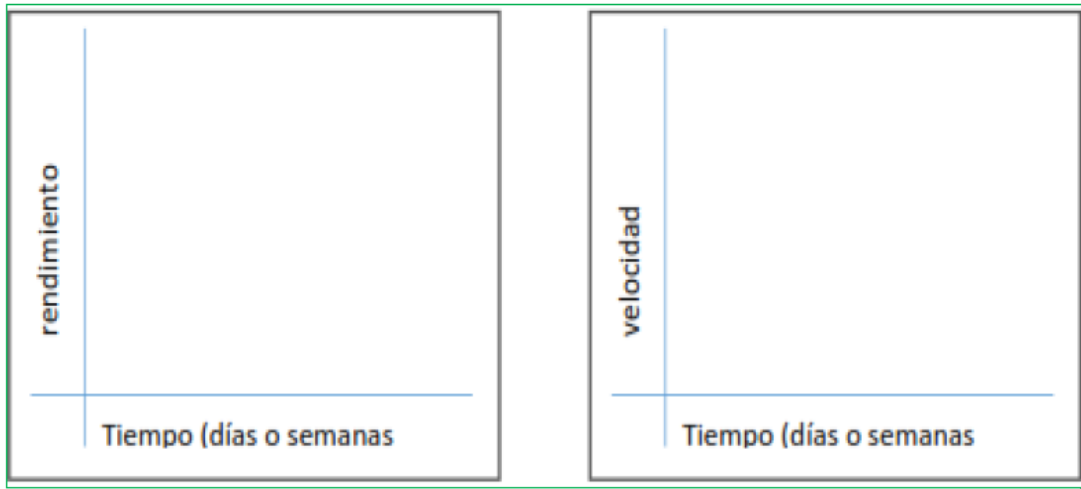 rendimiento
Tiempo (días o semanas
velocidad
Tiempo (días o semanas